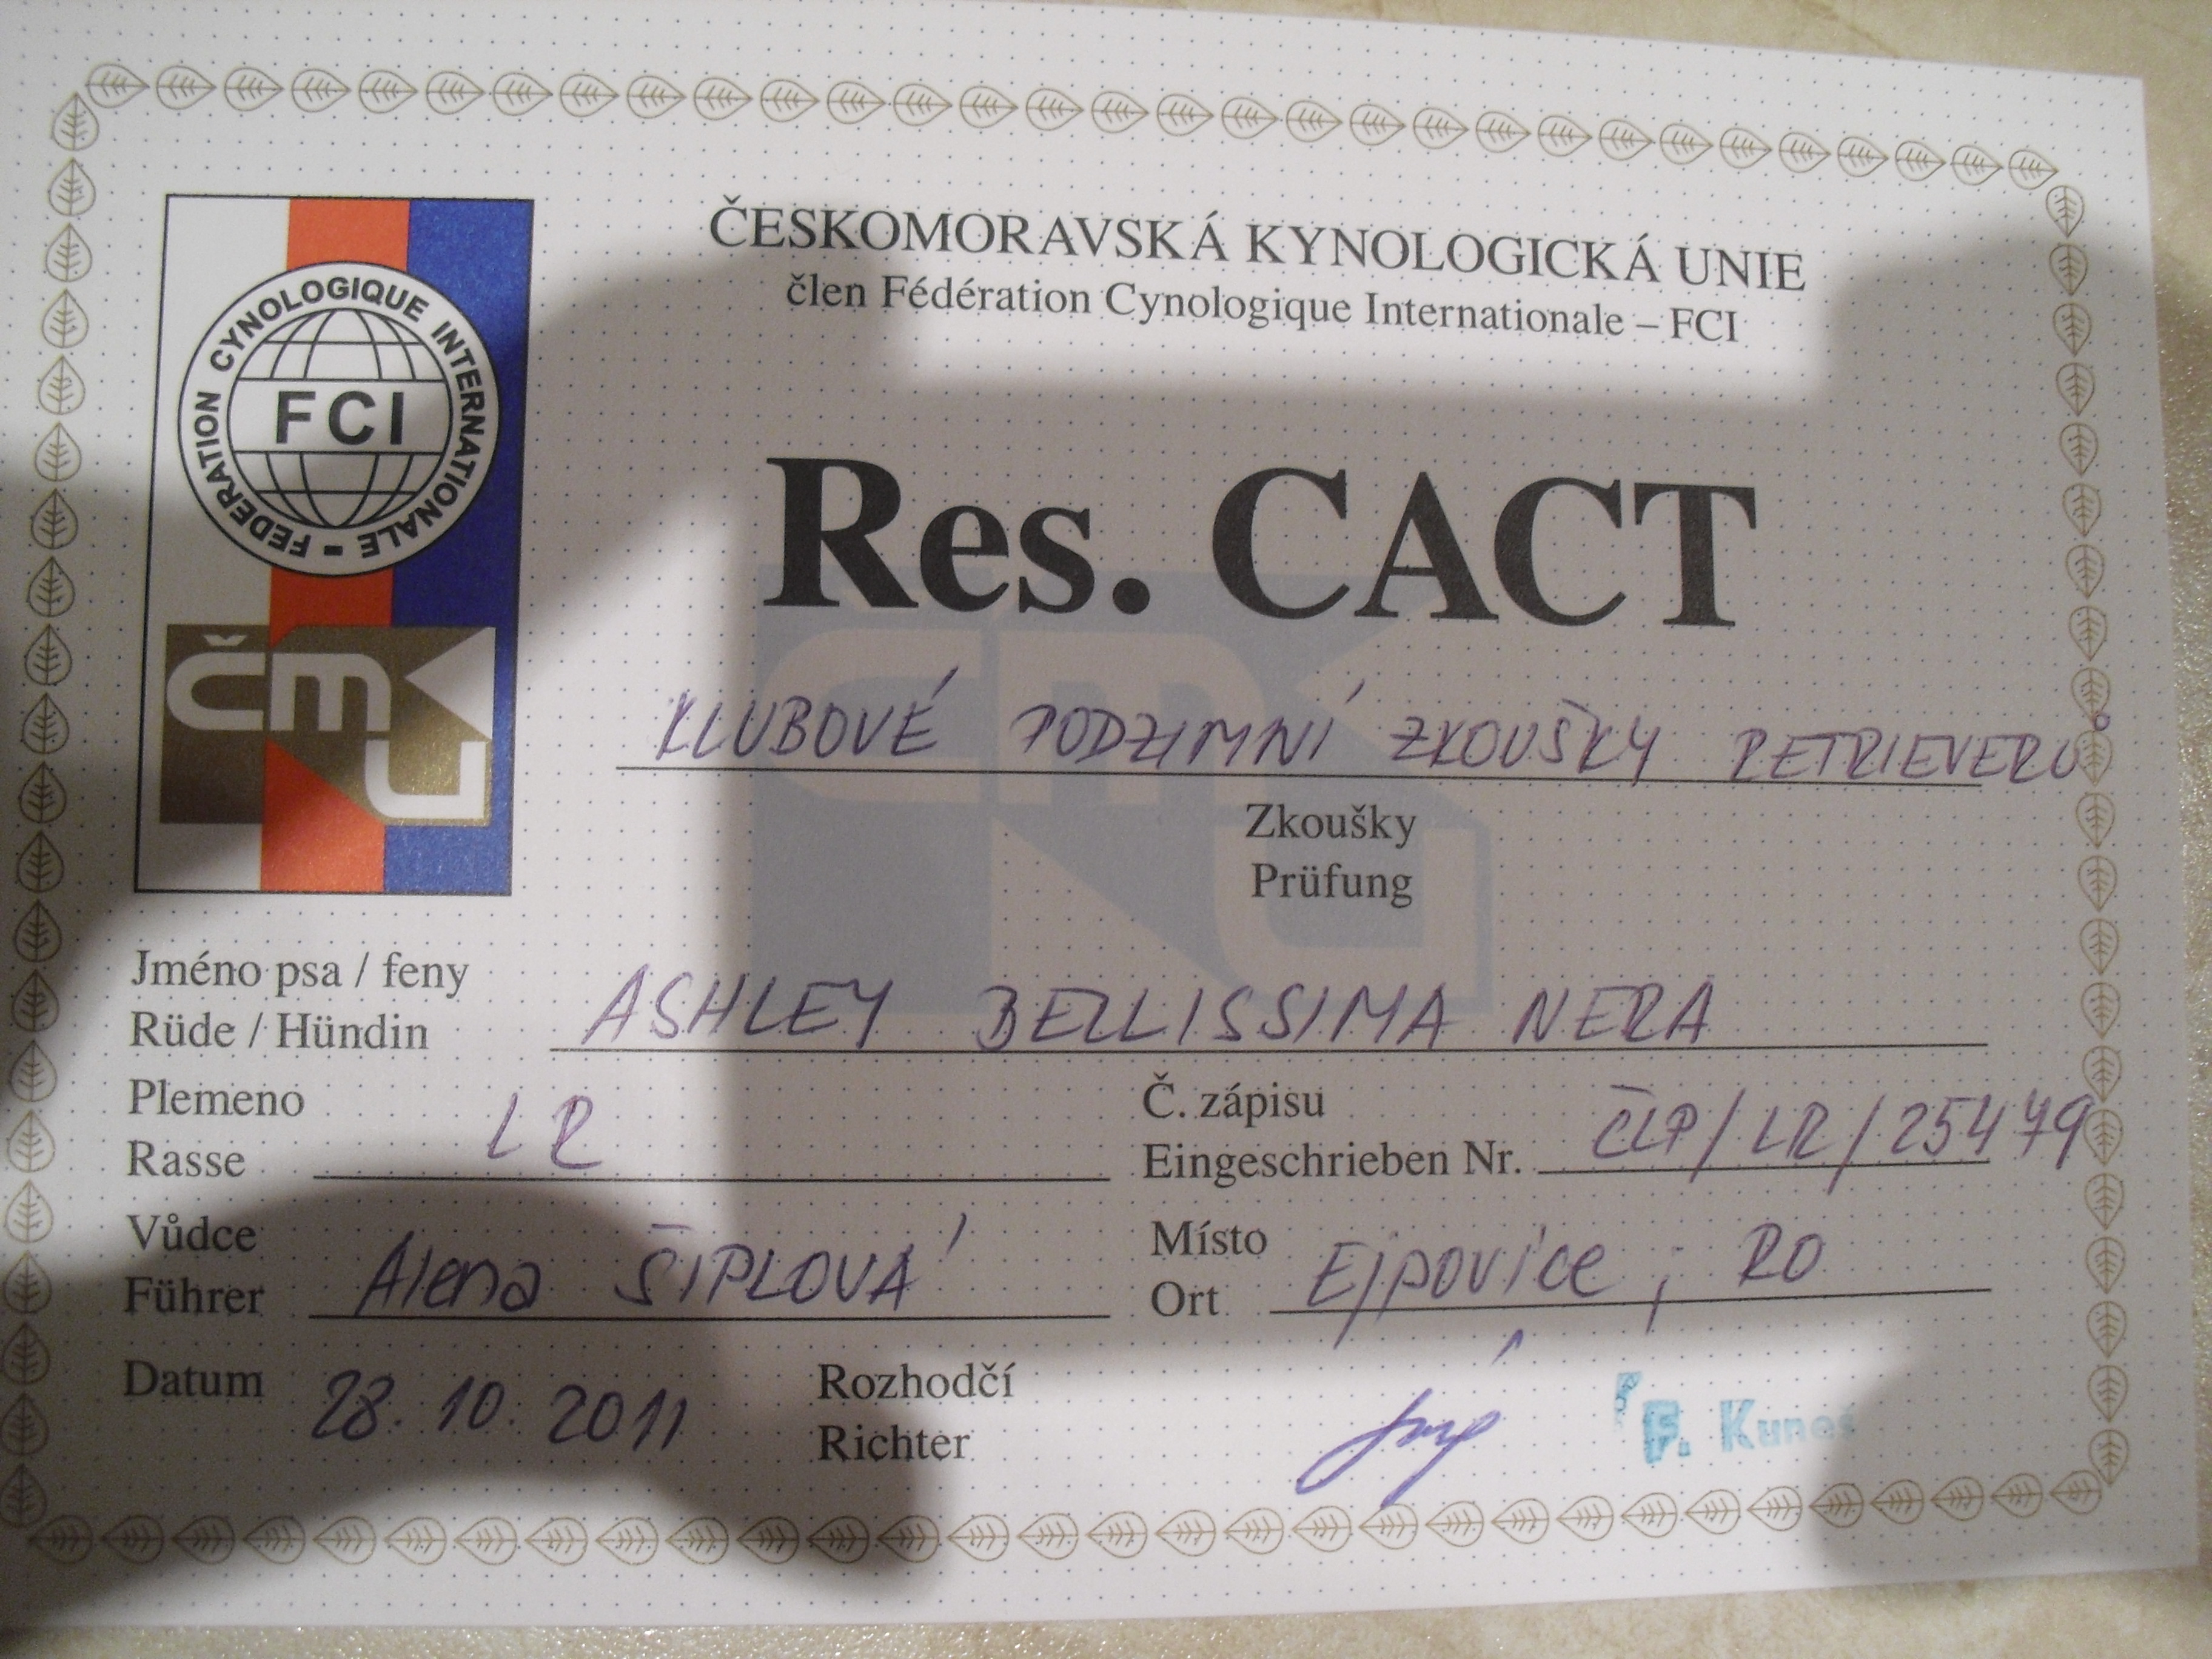 ČESKOMORAVSKÁ KYNOLOGICKÁ UNIE
člen Fédération Cynologique Internationale – FCI
FEDERATION CYNOLOGIQUE INTERNATIONALE -
FCI
ČMKU
Res. CACT
KLUBOVÉ PODZIMNÍ ZKOUŠKY RETRIEVERŮ
Zkoušky
Prüfung
Jméno psa / feny
Rüde / Hündin ASHLEY BELLISSIMA NERA
Plemeno
Rasse LR
Č. zápisu
Eingeschrieben Nr. ČLP/LR/25479
Vůdce
Führer Alena ŠIPLOVÁ
Místo
Ort Ejpovice, RO
Datum 28. 10. 2011
Rozhodčí
Richter
F. Kuneš